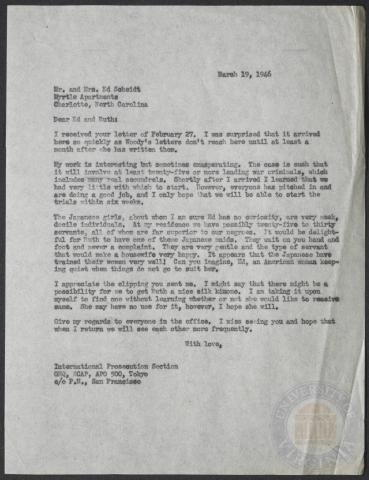 March 19, 1946
Mr. and Mrs. Ed Scheidt
Myrtle Apartments
Charlotte, North Carolina
Dear Ed and Ruth:
I received your letter of February 27. I was surprised that it arrived
here so quickly as Woody's letters don't reach here until at least a
month after she has written them.
My work is interesting but sometimes exasperating. The case is such that
it will involve at least twenty-five or more leading war criminals, which
includes many real scoundrels. Shortly after I arrived I learned that we
had very little with which to start. However, everyone has pitched in and
are doing a good job, and I only hope that we will be able to start the
trials within six weeks.
The Japanese girls, about whom I am sure Ed has no curiosity, are very meek,
docile individuals. At my residence we have possibly twenty-five to thirty
servants, all of whom are far superior to our negroes. It would be delight-
ful for Ruth to have one of these Japanese maids. They wait on you hand and
foot and never a complaint. They are very gentle and the type of servant
that would make a housewife very happy. It appears that the Japanese have
trained their women very well. Can you imagine, Ed, an American woman keep-
ing quiet when things do not go to suit her.
I appreciate the clipping you sent me. I might say that there might be a
possibility for me to get Ruth a nice silk kimono. I am taking it upon
myself to find one without learning whether or not she would like to receive
same. She may have no use for it, however, I hope she will.
Give my regards to everyone in the office. I miss seeing you and hope that
when I return we will see each other more frequently.
With love,
International Prosecution Section
GHQ, SCAP, APO 500, Tokyo
c/o P.M., San Francisco